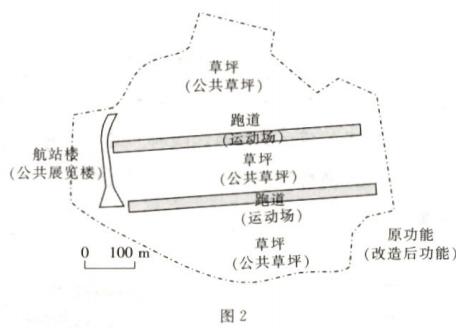 草坪
(公共草坪)
跑道
(运动场)
航站楼
(公共展览楼)
草坪
(公共草坪)
跑道
(运动场)
草坪
(公共草坪)
原功能
(改造后功能)
0 100 m
图2